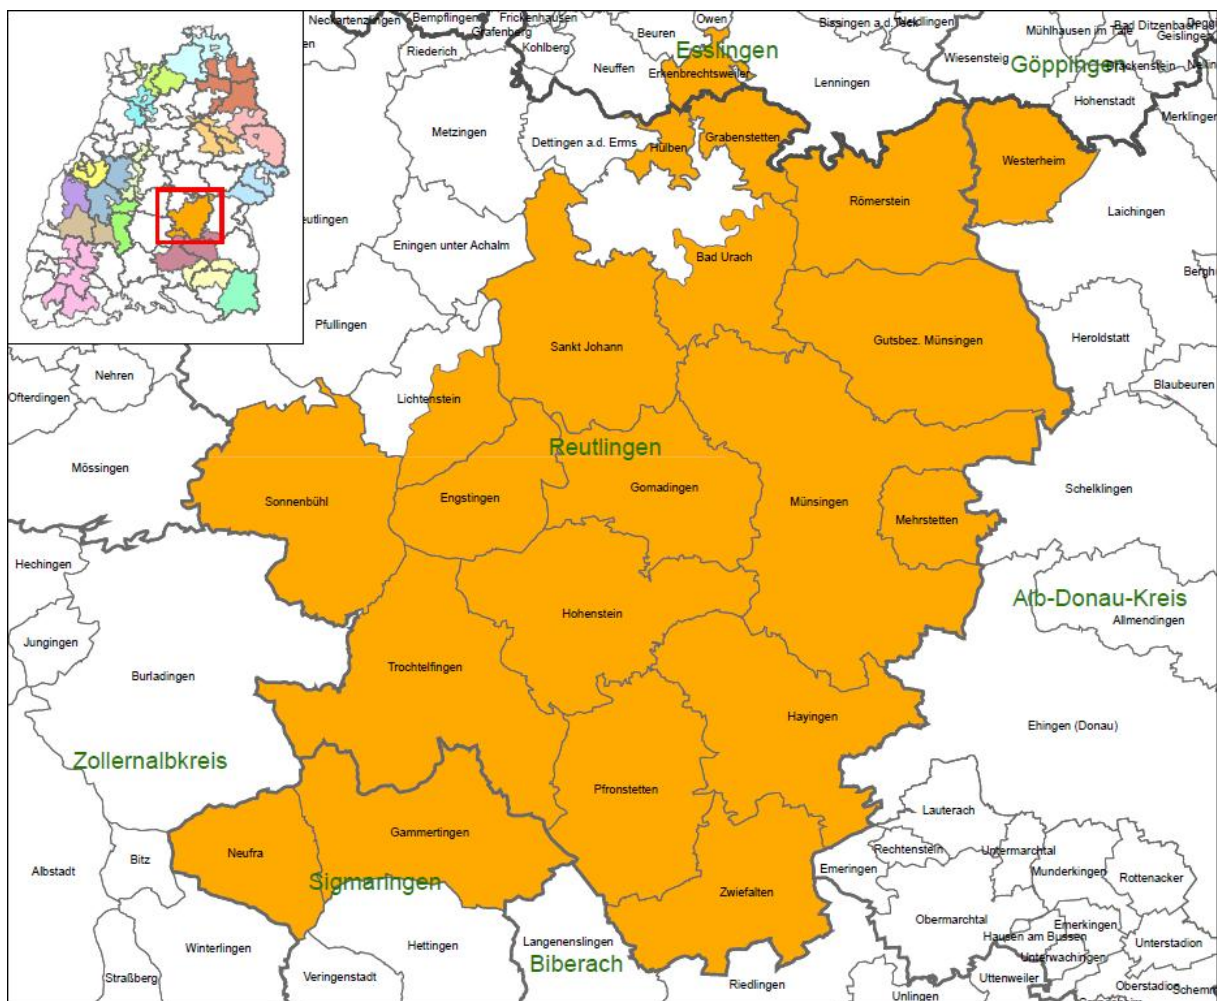 Neckartenzlingen
Bempflingen
Frickenhausen
Grafenberg
Riederich
Kohlberg
Beuren
Owen
Bissingen a.d. Teck
Neidlingen
Mühlhausen im Täle
Bad Ditzenbach
Geislingen
Neuffen
Esslingen
Erkenbrechtsweiler
Lenningen
Wiesensteig
Göppingen
Hohenstadt
Merklingen
Metzingen
Dettingen a.d. Erms
Hülben
Grabenstetten
Westerheim
Römerstein
Laichingen
eutlingen
Eningen unter Achalm
Bad Urach
Pfullingen
Sankt Johann
Gutsbez. Münsingen
Heroldstatt
Blaubeuren
Nehren
Ofterdingen
Lichtenstein
Mössingen
Reutlingen
Schelklingen
Sonnenbühl
Engstingen
Gomadingen
Münsingen
Mehrstetten
Hechingen
Alb-Donau-Kreis
Allmendingen
Jungingen
Hohenstein
Burladingen
Trochtelfingen
Hayingen
Ehingen (Donau)
Zollernalbkreis
Pfronstetten
Lauterach
Gammertingen
Neufra
Bitz
Albstadt
Rechtenstein
Untermarchtal
Emeringen
Munderkingen
Rottenacker
Sigmaringen
Zwiefalten
Obermarchtal
Emerkingen
Hausen am Bussen
Unterstadion
Winterlingen
Hettingen
Langenenslingen
Biberach
Unterwachingen
Straßberg
Veringenstadt
Riedlingen
Uttenweiler
Oberstadion
Unlingen